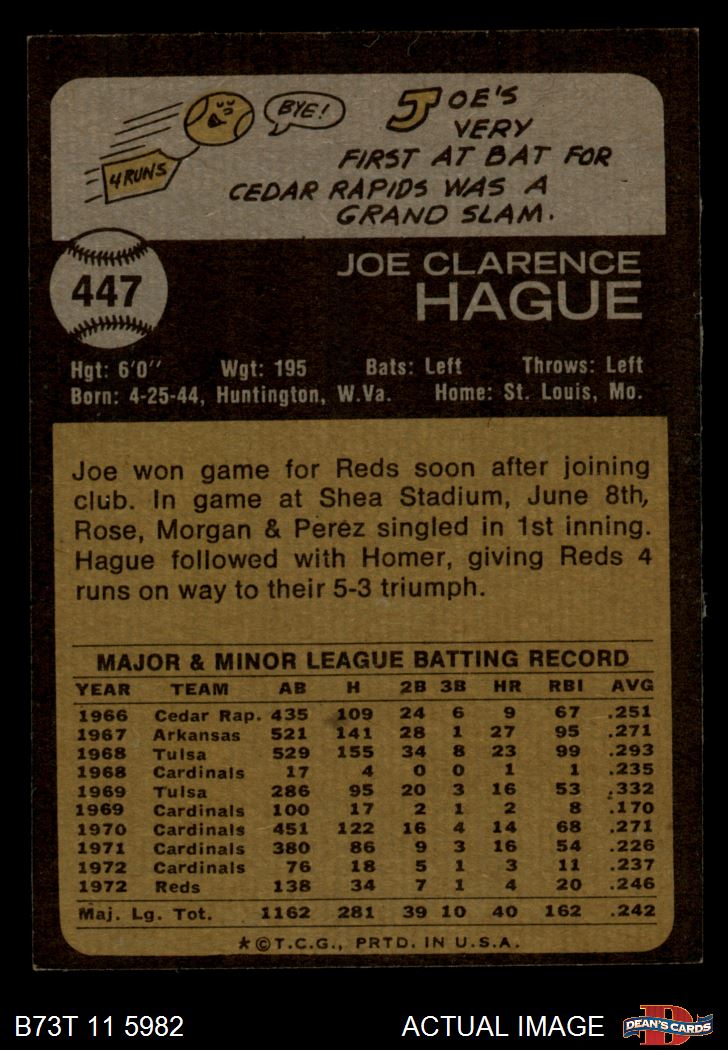 4 RUNS
BYE!
JOE'S
VERY
FIRST AT BAT FOR
CEDAR RAPIDS WAS A
GRAND SLAM.
447
JOE CLARENCE
HAGUE
Hgt: 6'0'' Wgt: 195 Bats: Left Throws: Left
Born: 4-25-44, Huntington, W.Va. Home: St. Louis, Mo.
Joe won game for Reds soon after joining
club. In game at Shea Stadium, June 8th,
Rose, Morgan & Perez singled in 1st inning.
Hague followed with Homer, giving Reds 4
runs on way to their 5-3 triumph.
MAJOR & MINOR LEAGUE BATTING RECORD
YEAR TEAM AB H 2B 3B HR RBI AVG
1966 Cedar Rap. 435 109 24 6 9 67 .251
1967 Arkansas 521 141 28 1 27 95 .271
1968 Tulsa 529 155 34 8 23 99 .293
1968 Cardinals 17 4 0 0 1 1 .235
1969 Tulsa 286 95 20 3 16 53 .332
1969 Cardinals 100 17 2 1 2 8 .170
1970 Cardinals 451 122 16 4 14 68 .271
1971 Cardinals 380 86 9 3 16 54 .226
1972 Cardinals 76 18 5 1 3 11 .237
1972 Reds 138 34 7 1 4 20 .246
Maj. Lg. Tot. 1162 281 39 10 40 162 .242
*©T.C.G., PRTD. IN U.S.A.
B73T 11 5982 ACTUAL IMAGE D DEAN'S CARDS